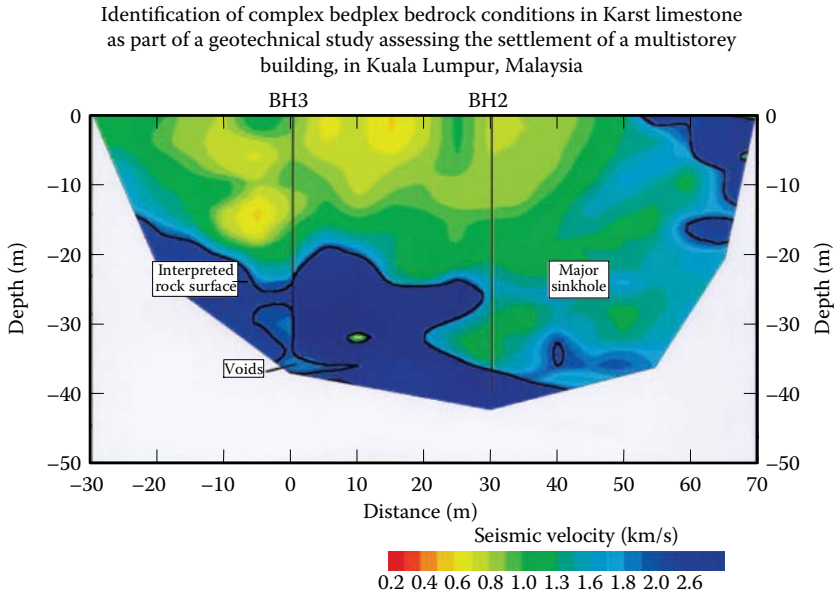 Identification of complex bedplex bedrock conditions in Karst limestone
as part of a geotechnical study assessing the settlement of a multistorey
building, in Kuala Lumpur, Malaysia
BH3 BH2
0 0
–10 –10
–20 –20
Interpreted
rock surface
Major
sinkhole
–30 –30
Voids
–40 –40
–50 –50
Depth (m) Depth (m)
–30 –20 –10 0 10 20 30 40 50 60 70
Distance (m)
Seismic velocity (km/s)
0.2 0.4 0.6 0.8 1.0 1.3 1.6 1.8 2.0 2.6